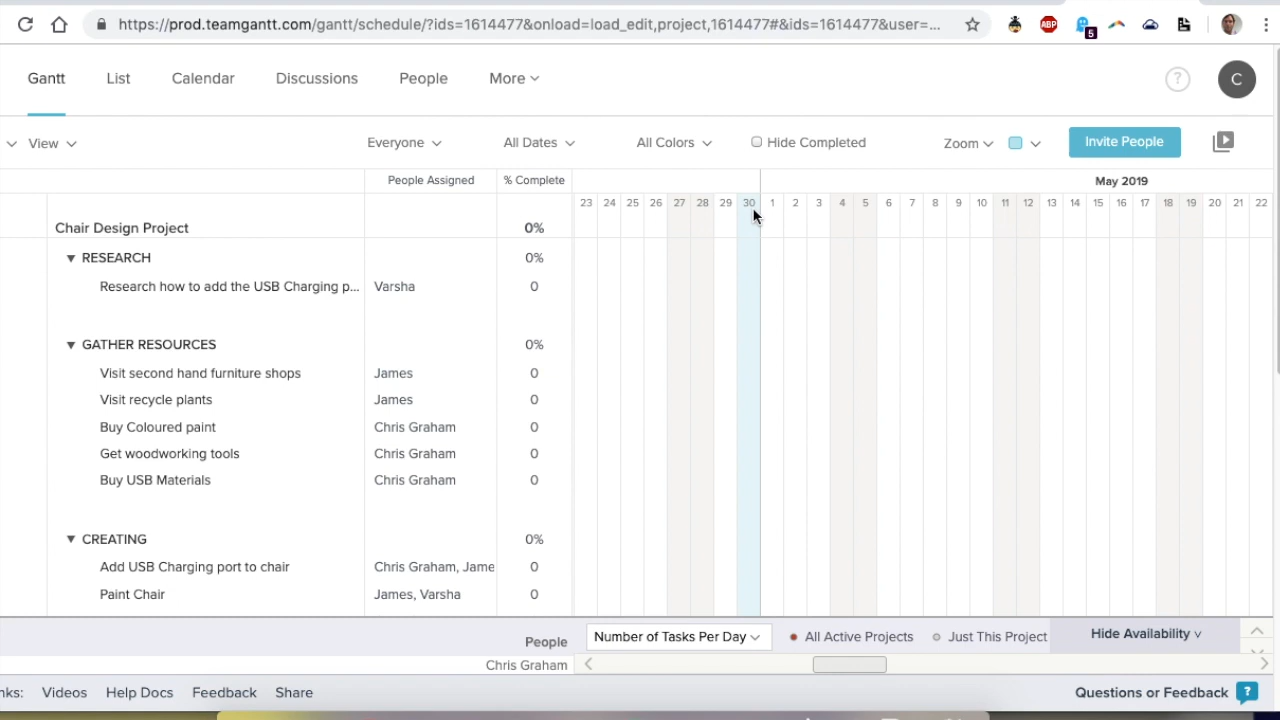 https://prod.teamgantt.com/gantt/schedule/?ids=1614477&onload=load_edit,project,1614477#&ids=1614477&user=...
ABP
5
Gantt List Calendar Discussions People More
?
C
View Everyone All Dates All Colors Hide Completed Zoom Invite People
People Assigned % Complete May 2019
23 24 25 26 27 28 29 30 1 2 3 4 5 6 7 8 9 10 11 12 13 14 15 16 17 18 19 20 21 22
Chair Design Project 0%
RESEARCH 0%
Research how to add the USB Charging p... Varsha 0
GATHER RESOURCES 0%
Visit second hand furniture shops James 0
Visit recycle plants James 0
Buy Coloured paint Chris Graham 0
Get woodworking tools Chris Graham 0
Buy USB Materials Chris Graham 0
CREATING 0%
Add USB Charging port to chair Chris Graham, Jame 0
Paint Chair James, Varsha 0
People Number of Tasks Per Day All Active Projects Just This Project Hide Availability
Chris Graham
nks: Videos Help Docs Feedback Share Questions or Feedback ?